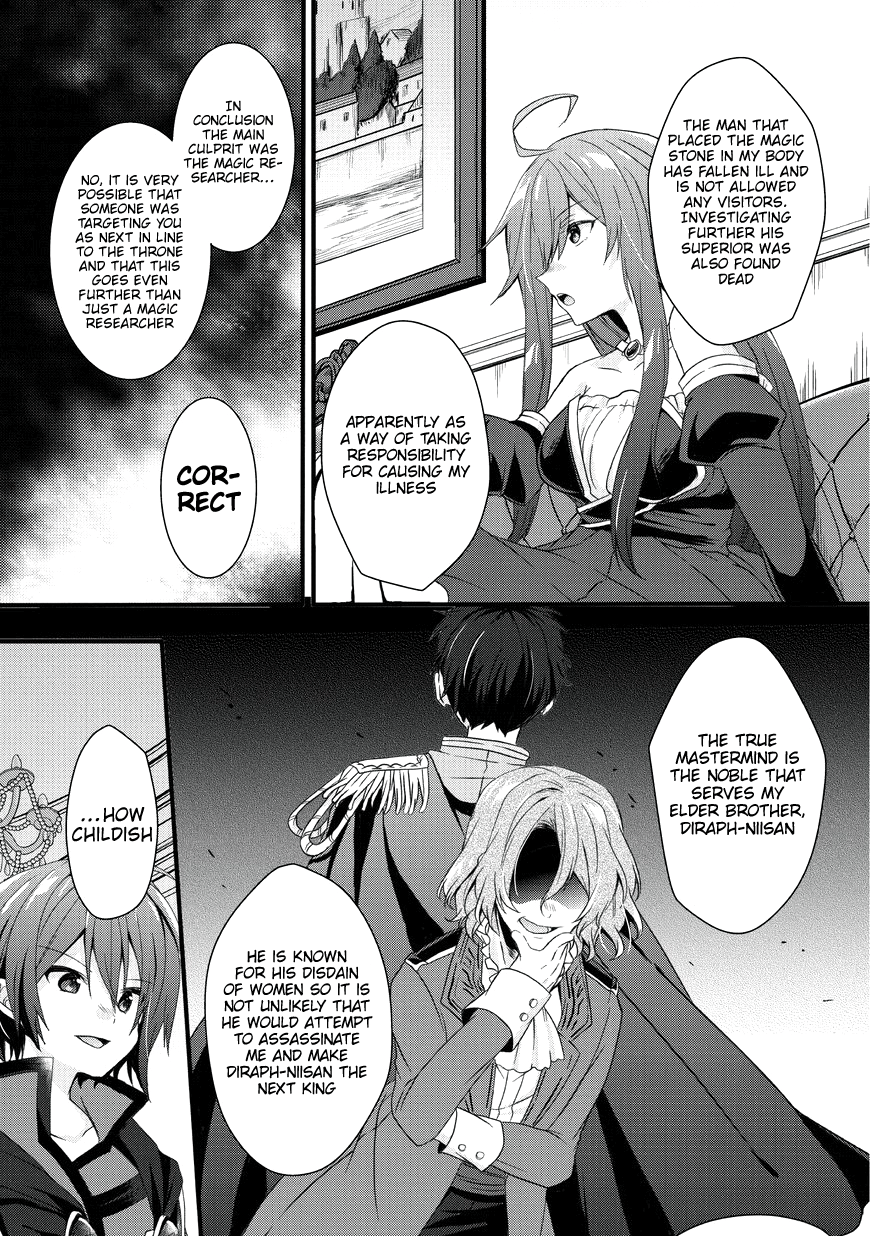 THE MAN THAT
PLACED THE MAGIC
STONE IN MY BODY
HAS FALLEN ILL AND
IS NOT ALLOWED
ANY VISITORS.
INVESTIGATING
FURTHER HIS
SUPERIOR WAS
ALSO FOUND
DEAD
APPARENTLY AS
A WAY OF TAKING
RESPONSIBILITY
FOR CAUSING MY
ILLNESS
IN
CONCLUSION
THE MAIN
CULPRIT WAS
THE MAGIC RE-
SEARCHER...
NO, IT IS VERY
POSSIBLE THAT
SOMEONE WAS
TARGETING YOU
AS NEXT IN LINE
TO THE THRONE
AND THAT THIS
GOES EVEN
FURTHER THAN
JUST A MAGIC
RESEARCHER
COR-
RECT
THE TRUE
MASTERMIND IS
THE NOBLE THAT
SERVES MY
ELDER BROTHER,
DIRAPH-NIISAN
HE IS KNOWN
FOR HIS DISDAIN
OF WOMEN SO IT IS
NOT UNLIKELY THAT
HE WOULD ATTEMPT
TO ASSASSINATE
ME AND MAKE
DIRAPH-NIISAN THE
NEXT KING
...HOW
CHILDISH